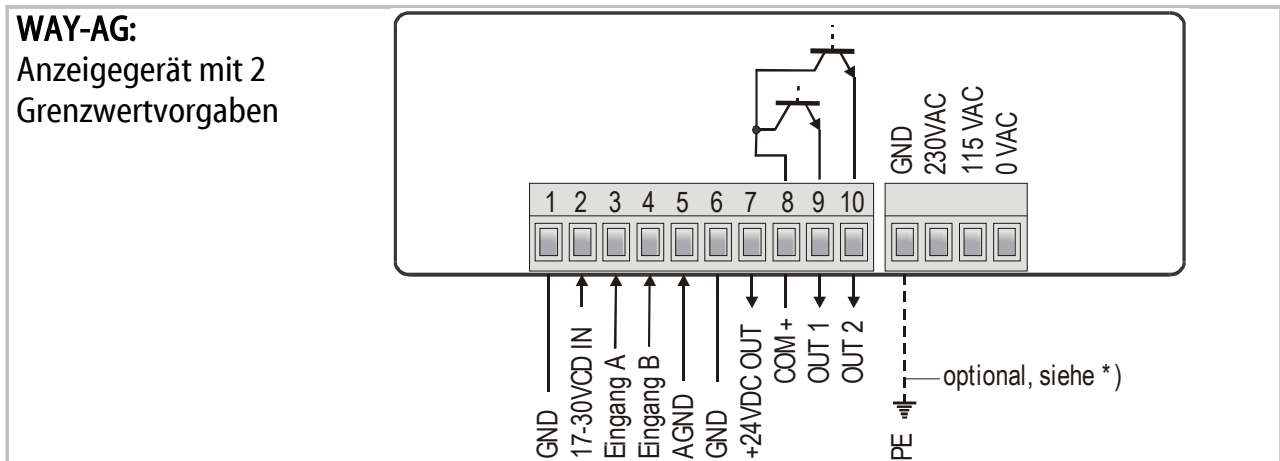 WAY-AG:
Anzeigegerät mit 2
Grenzwertvorgaben
GND
230VAC
115 VAC
0 VAC
1 2 3 4 5 6 7 8 9 10
GND
17-30VCD IN
Eingang A
Eingang B
AGND
GND
+24VDC OUT
COM +
OUT 1
OUT 2
optional, siehe *)
PE